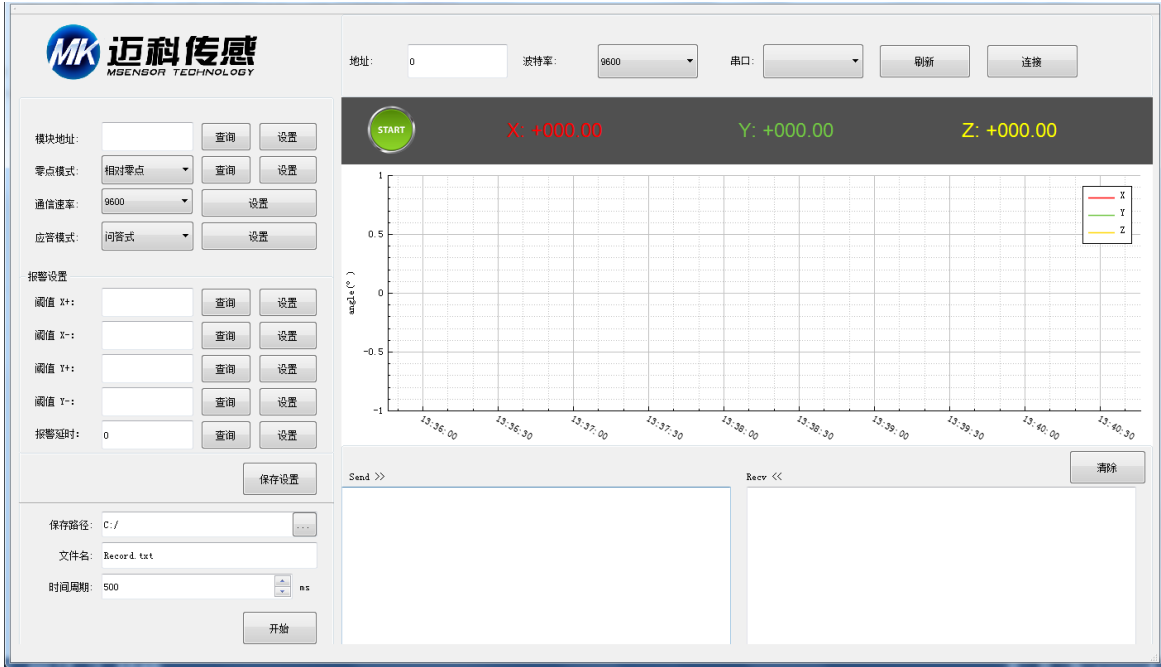 MK 迈科传感
MSENSOR TECHNOLOGY
地址: 0 波特率: 9600 串口: 刷新 连接
START X: +000.00 Y: +000.00 Z: +000.00
模块地址: 查询 设置
零点模式: 相对零点 查询 设置
通信速率: 9600 设置
应答模式: 问答式 设置
报警设置
阈值 X+: 查询 设置
阈值 X-: 查询 设置
阈值 Y+: 查询 设置
阈值 Y-: 查询 设置
报警延时: 0 查询 设置
保存设置
保存路径: C:/ ...
文件名: Record.txt
时间周期: 500 ms
开始
1
0.5
0
-0.5
-1
angle(°)
X
Y
Z
13:36:00 13:36:30 13:37:00 13:37:30 13:38:00 13:38:30 13:39:00 13:39:30 13:40:00 13:40:30
清除
Send >> Recv <<